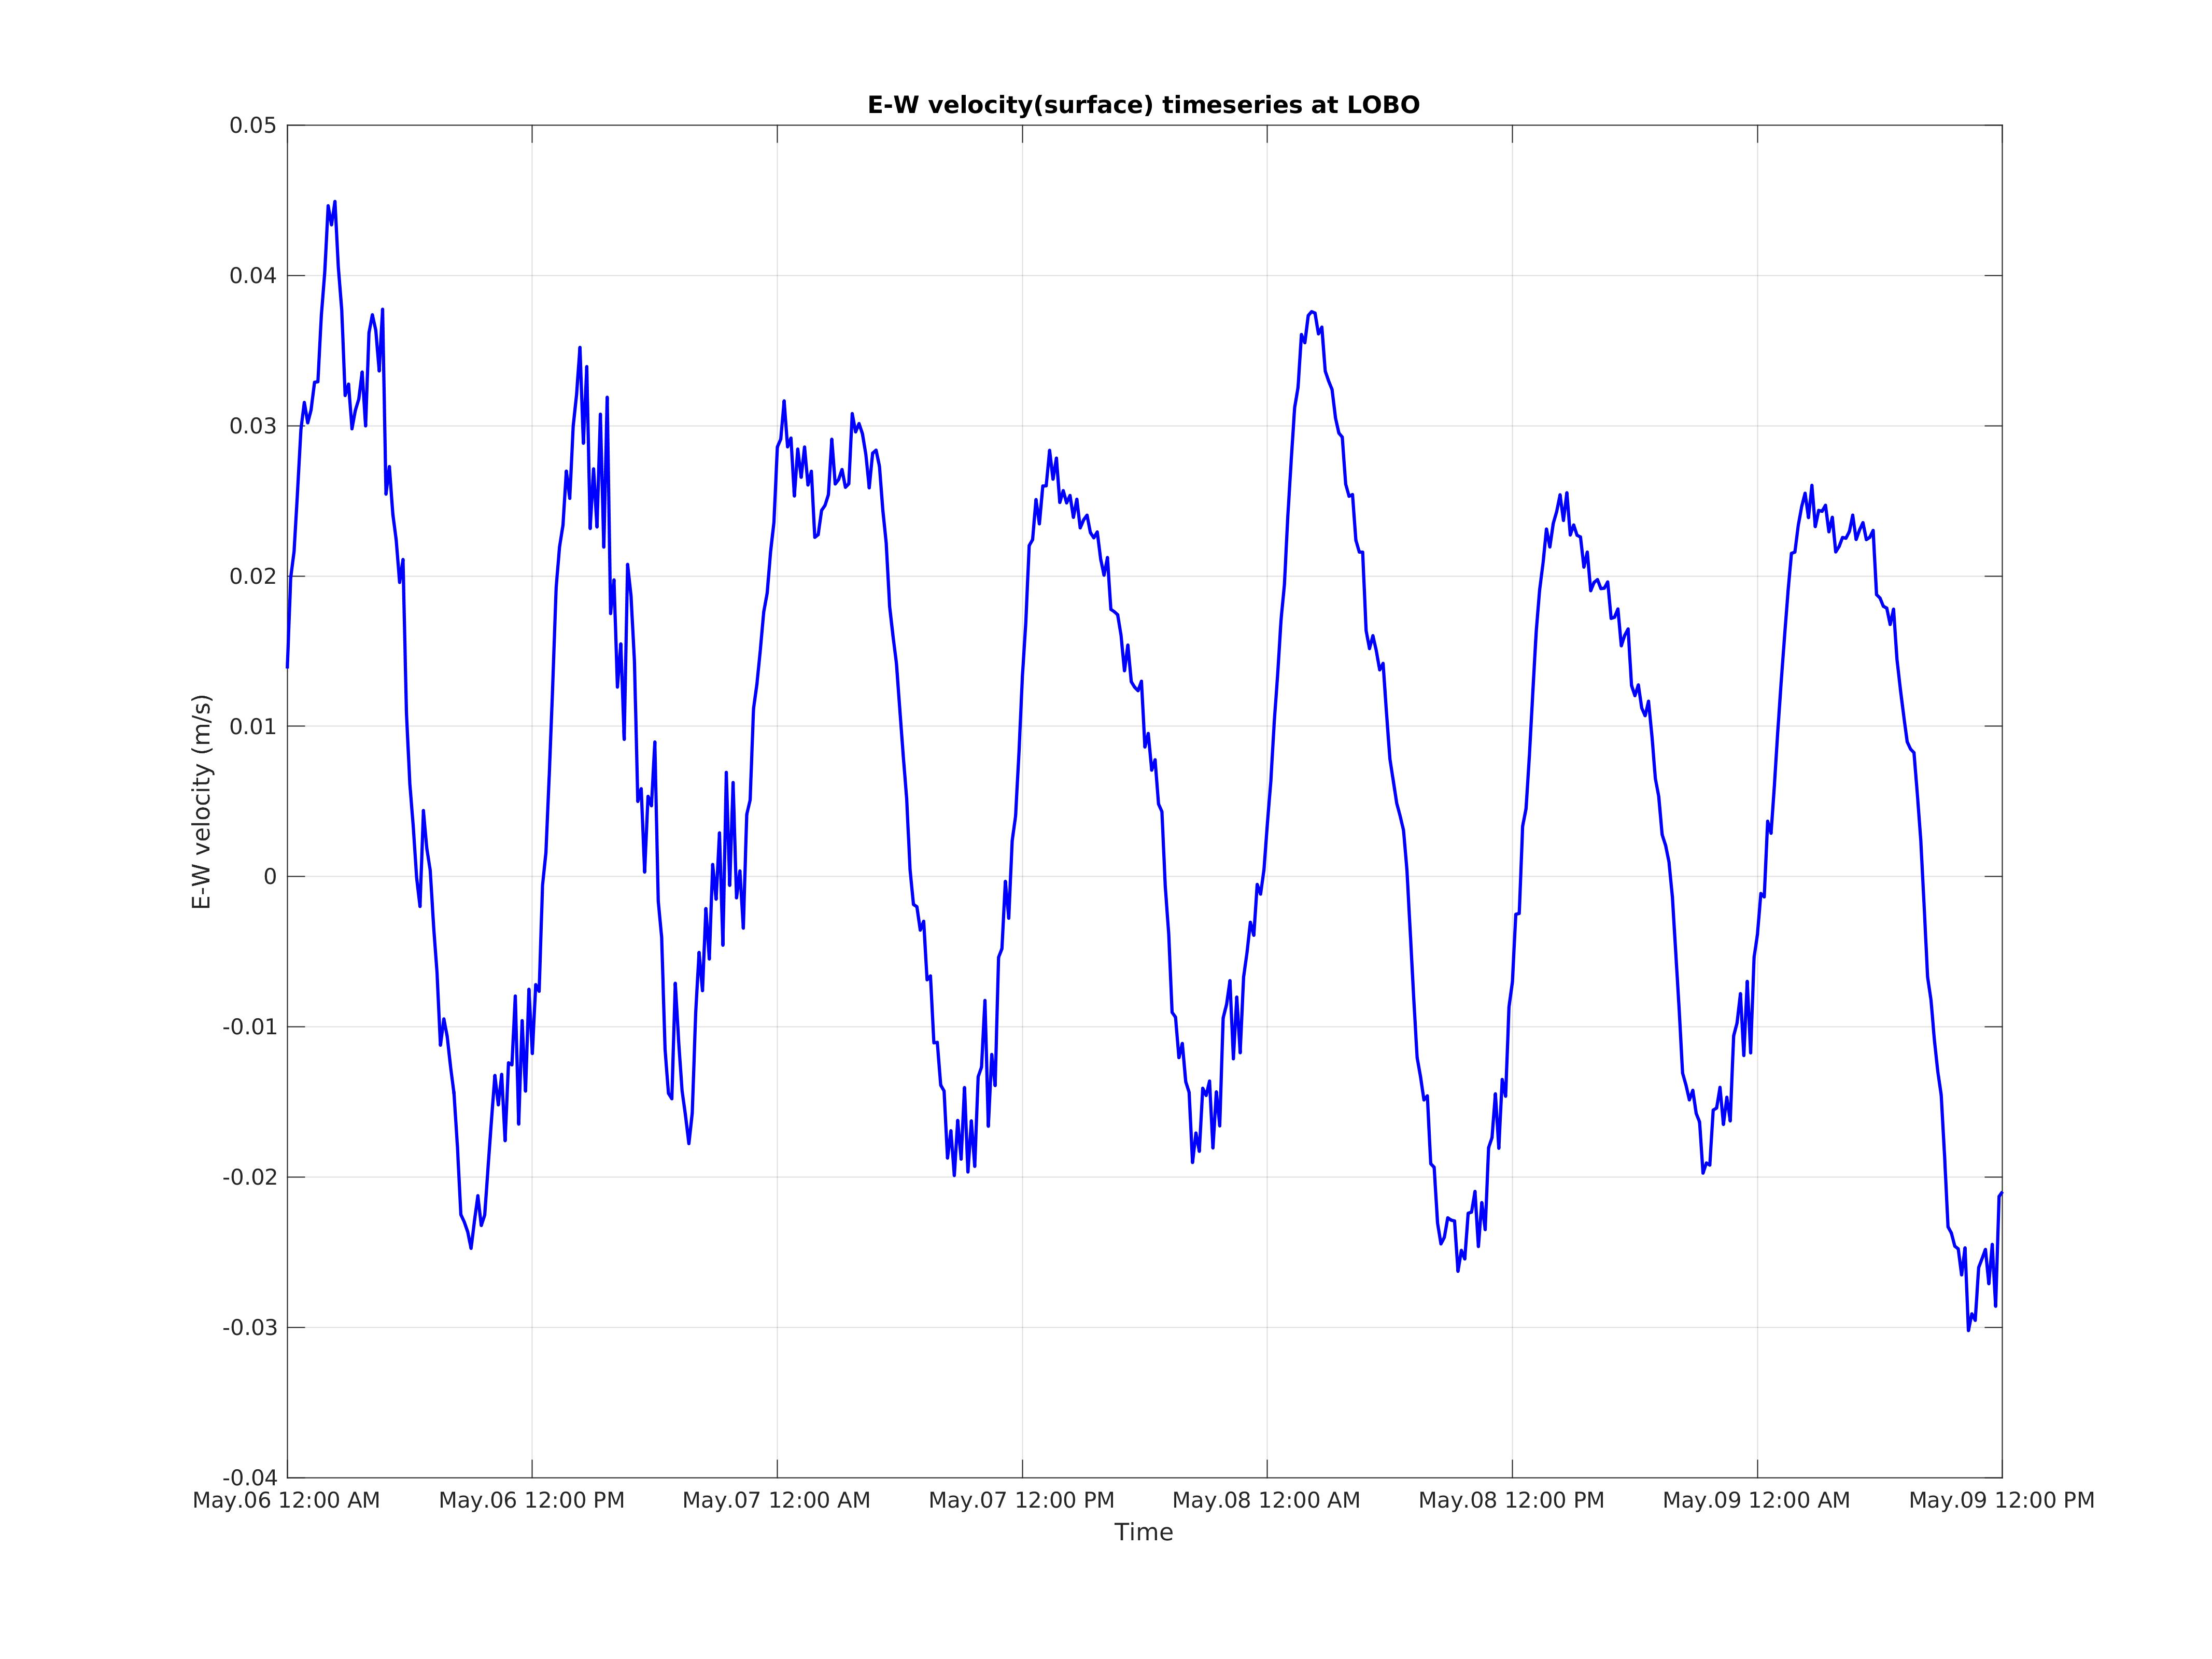 E-W velocity(surface) timeseries at LOBO
0.05
0.04
0.03
0.02
0.01
0
-0.01
-0.02
-0.03
-0.04
E-W velocity (m/s)
May.06 12:00 AM May.06 12:00 PM May.07 12:00 AM May.07 12:00 PM May.08 12:00 AM May.08 12:00 PM May.09 12:00 AM May.09 12:00 PM
Time